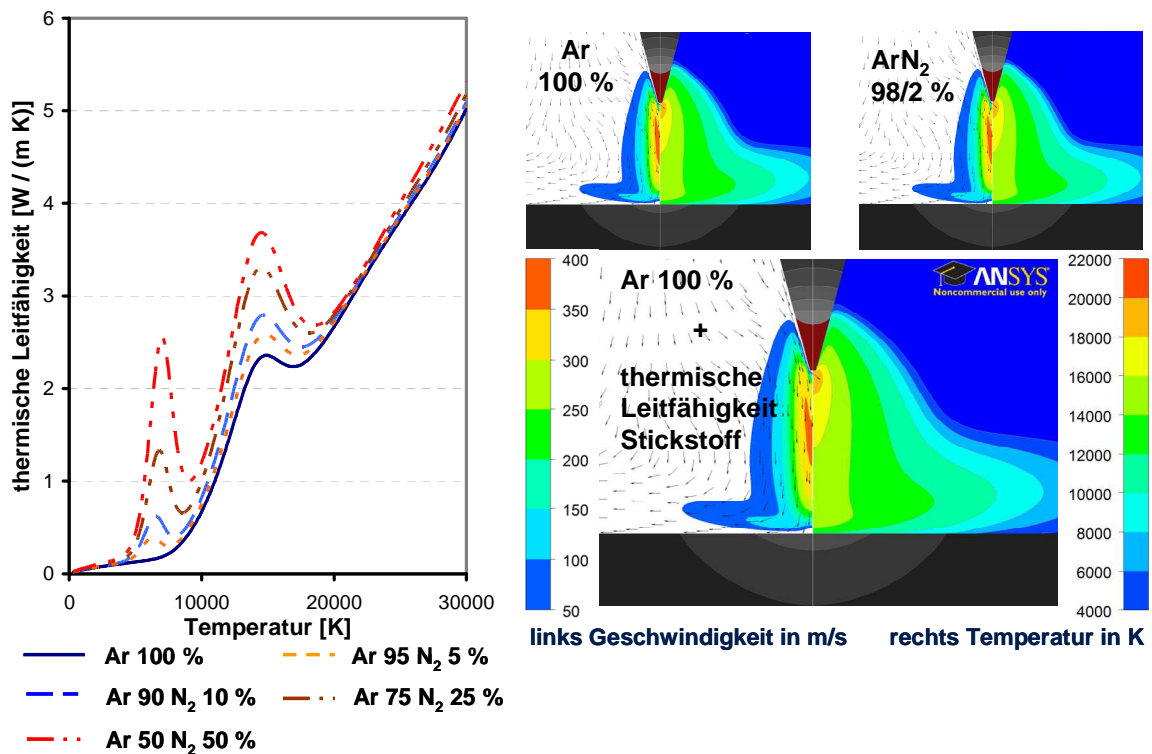 thermische Leitfähigkeit [W / (m K)]
6
5
4
3
2
1
0
0 10000 20000 30000
Temperatur [K]
Ar 100 %
Ar 95 N₂ 5 %
Ar 90 N₂ 10 %
Ar 75 N₂ 25 %
Ar 50 N₂ 50 %
Ar
100 %
ArN₂
98/2 %
Ar 100 %
+
thermische
Leitfähigkeit
Stickstoff
ANSYS®
Noncommercial use only
400
350
300
250
200
150
100
50
22000
20000
18000
16000
14000
12000
10000
8000
6000
4000
links Geschwindigkeit in m/s
rechts Temperatur in K